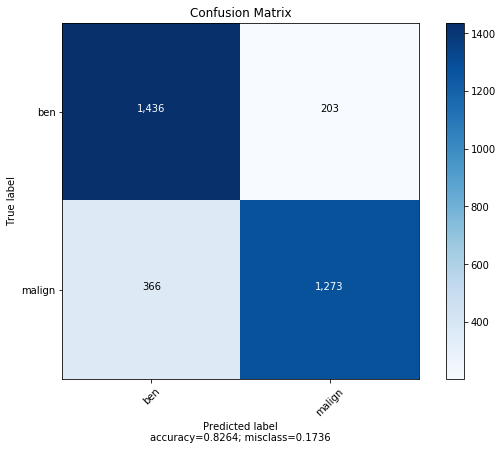 Confusion Matrix
ben
1,436
203
malign
366
1,273
True label
ben
malign
Predicted label
accuracy=0.8264; misclass=0.1736
1400
1200
1000
800
600
400